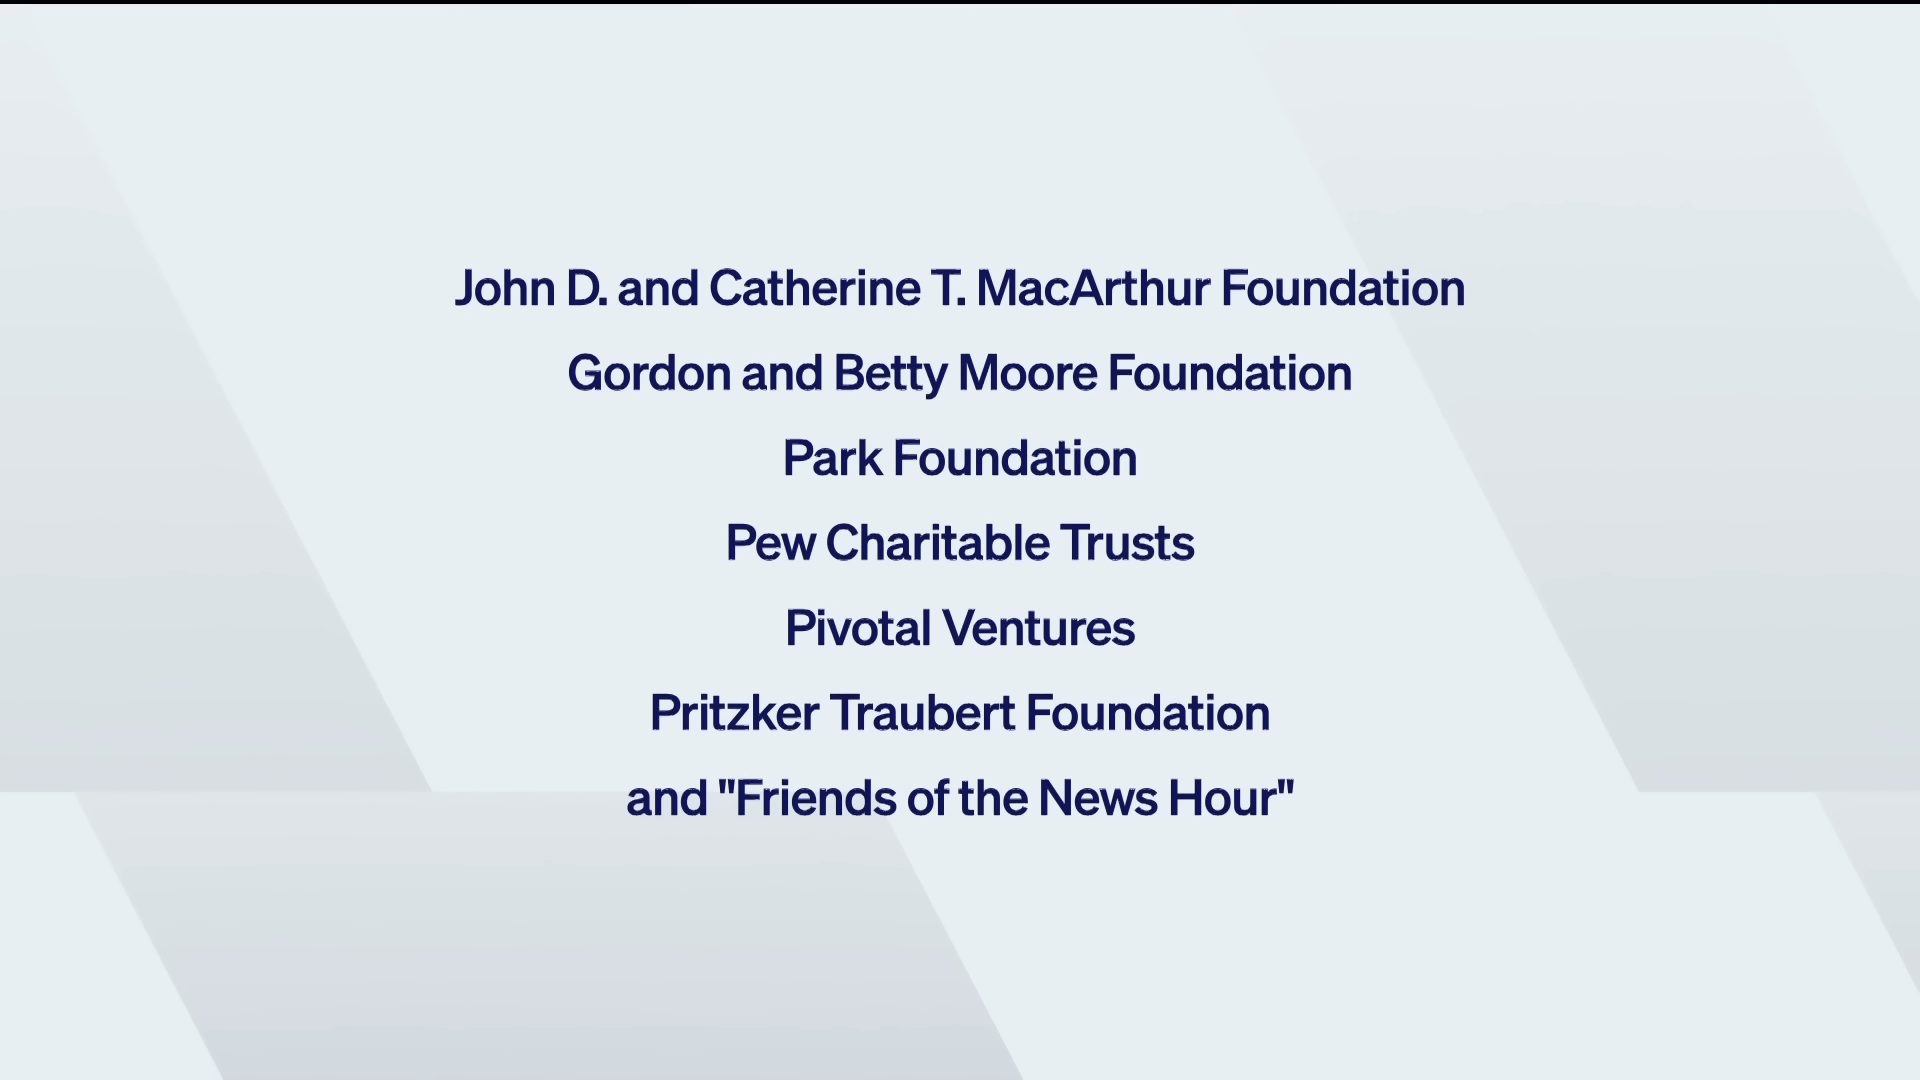 John D. and Catherine T. MacArthur Foundation
Gordon and Betty Moore Foundation
Park Foundation
Pew Charitable Trusts
Pivotal Ventures
Pritzker Traubert Foundation
and "Friends of the News Hour"